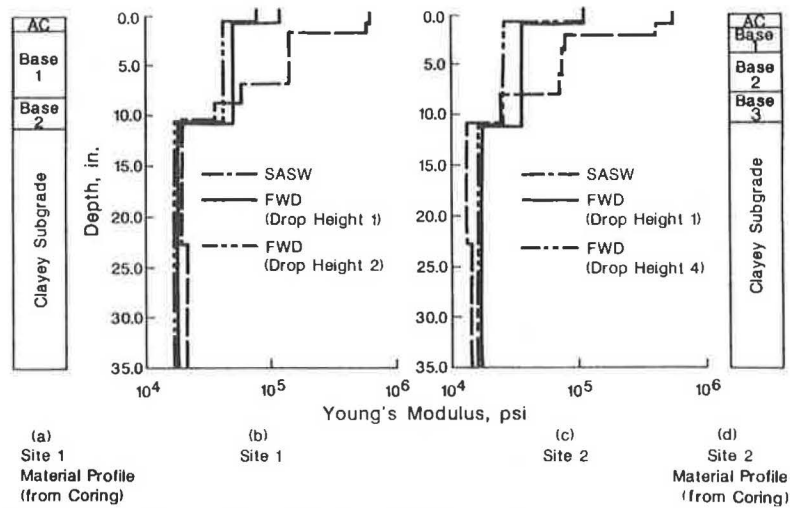 AC
Base
1
Base
2
Clayey Subgrade
Depth, in.
0.0
5.0
10.0
15.0
20.0
25.0
30.0
35.0
SASW
FWD
(Drop Height 1)
FWD
(Drop Height 2)
10^4
10^5
10^6
0.0
5.0
10.0
15.0
20.0
25.0
30.0
35.0
SASW
FWD
(Drop Height 1)
FWD
(Drop Height 4)
10^4
10^5
10^6
AC
Base
1
Base
2
Base
3
Clayey Subgrade
Young's Modulus, psi
(a)
Site 1
Material Profile
(from Coring)
(b)
Site 1
(c)
Site 2
(d)
Site 2
Material Profile
(from Coring)